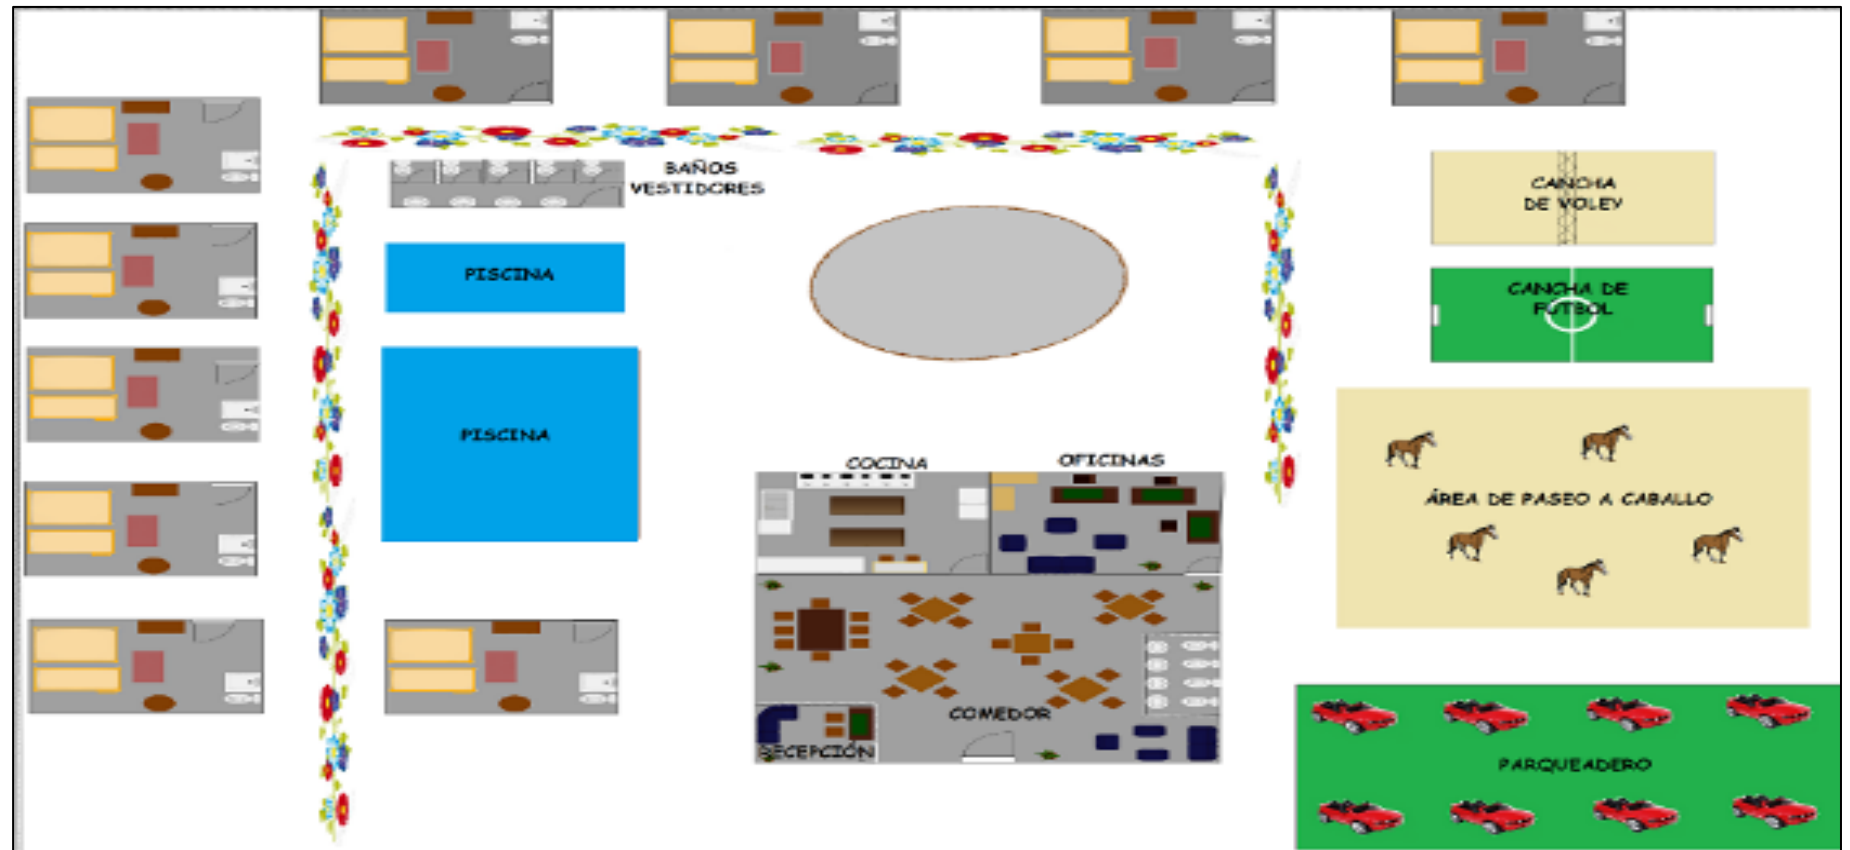 BAÑOS
VESTIDORES
CANCHA
DE VOLEY
PISCINA
CANCHA DE
FUTBOL
PISCINA
COCINA
OFICINAS
ÁREA DE PASEO A CABALLO
COMEDOR
RECEPCIÓN
PARQUEADERO